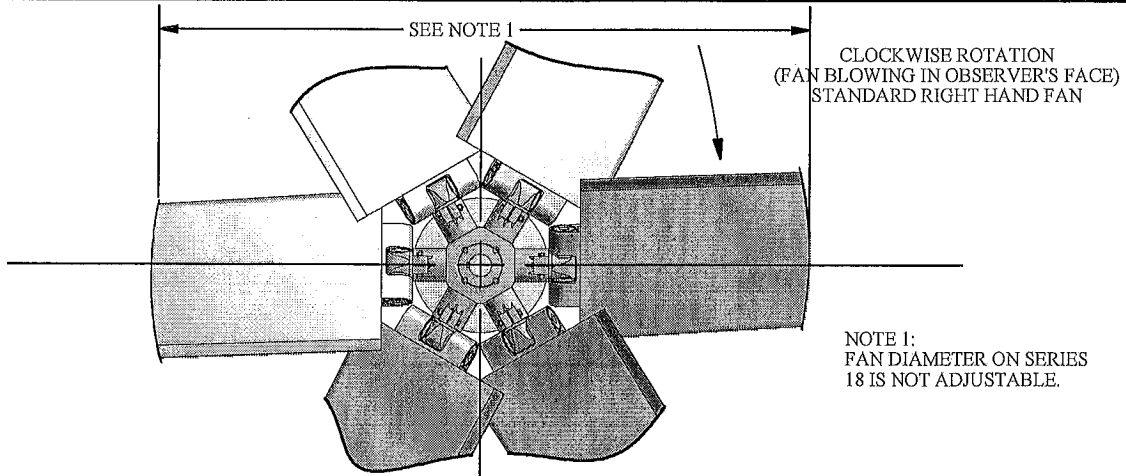 SEE NOTE 1
CLOCKWISE ROTATION
(FAN BLOWING IN OBSERVER'S FACE)
STANDARD RIGHT HAND FAN
NOTE 1:
FAN DIAMETER ON SERIES
18 IS NOT ADJUSTABLE.